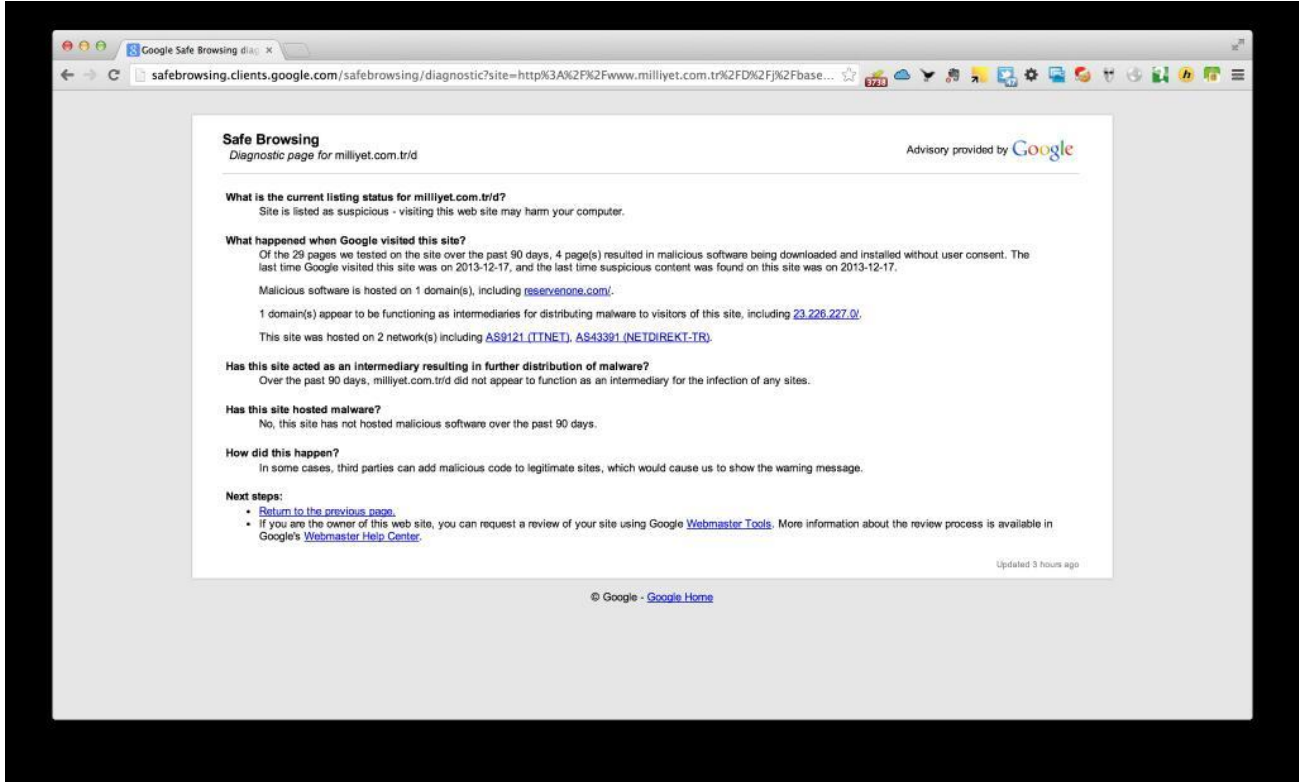 Google Safe Browsing diag
safebrowsing.clients.google.com/safebrowsing/diagnostic?site=http%3A%2F%2Fwww.milliyet.com.tr%2FD%2Fj%2Fbase...
3731
Safe Browsing
Diagnostic page for milliyet.com.tr/d
Advisory provided by Google
What is the current listing status for milliyet.com.tr/d?
Site is listed as suspicious - visiting this web site may harm your computer.
What happened when Google visited this site?
Of the 29 pages we tested on the site over the past 90 days, 4 page(s) resulted in malicious software being downloaded and installed without user consent. The
last time Google visited this site was on 2013-12-17, and the last time suspicious content was found on this site was on 2013-12-17.
Malicious software is hosted on 1 domain(s), including reservenone.com/.
1 domain(s) appear to be functioning as intermediaries for distributing malware to visitors of this site, including 23.226.227.0/.
This site was hosted on 2 network(s) including AS9121 (TTNET), AS43391 (NETDIREKT-TR).
Has this site acted as an intermediary resulting in further distribution of malware?
Over the past 90 days, milliyet.com.tr/d did not appear to function as an intermediary for the infection of any sites.
Has this site hosted malware?
No, this site has not hosted malicious software over the past 90 days.
How did this happen?
In some cases, third parties can add malicious code to legitimate sites, which would cause us to show the warning message.
Next steps:
• Return to the previous page.
• If you are the owner of this web site, you can request a review of your site using Google Webmaster Tools. More information about the review process is available in
Google's Webmaster Help Center.
Updated 3 hours ago
© Google - Google Home